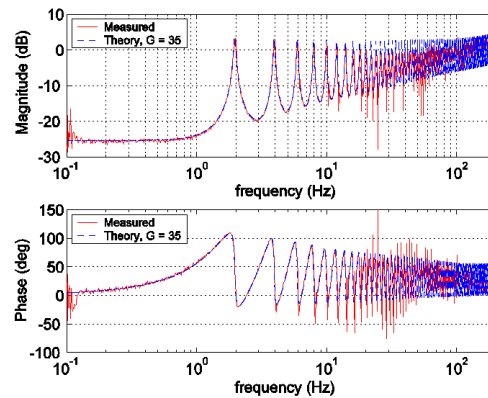 10
Measured
Theory, G = 35
0
-10
-20
-30
Magnitude (dB)
10^-1
10^0
10^1
10^2
frequency (Hz)
150
Measured
Theory, G = 35
100
50
0
-50
-100
Phase (deg)
10^-1
10^0
10^1
10^2
frequency (Hz)